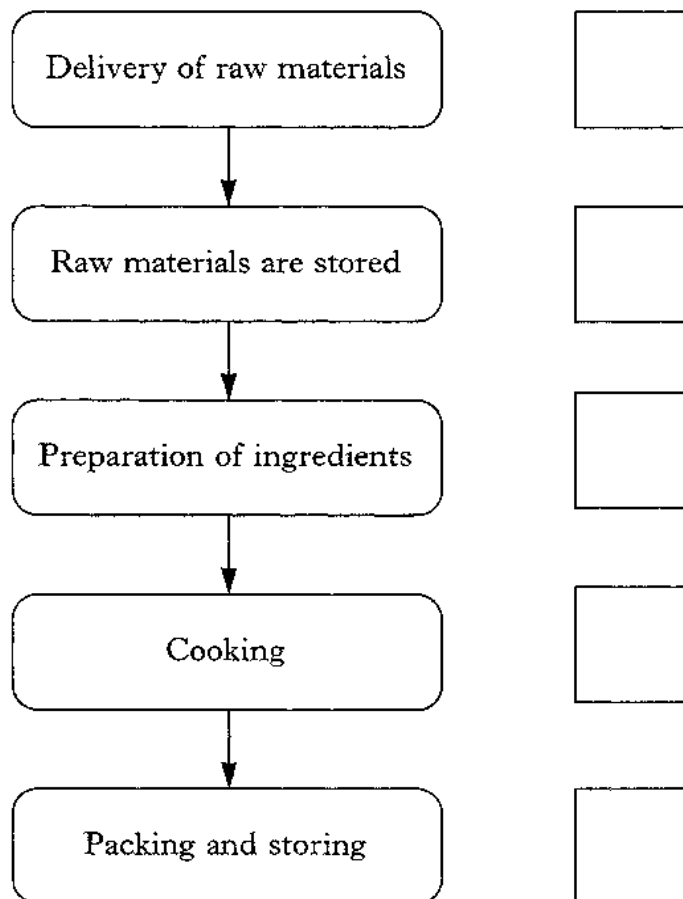 Delivery of raw materials
Raw materials are stored
Preparation of ingredients
Cooking
Packing and storing